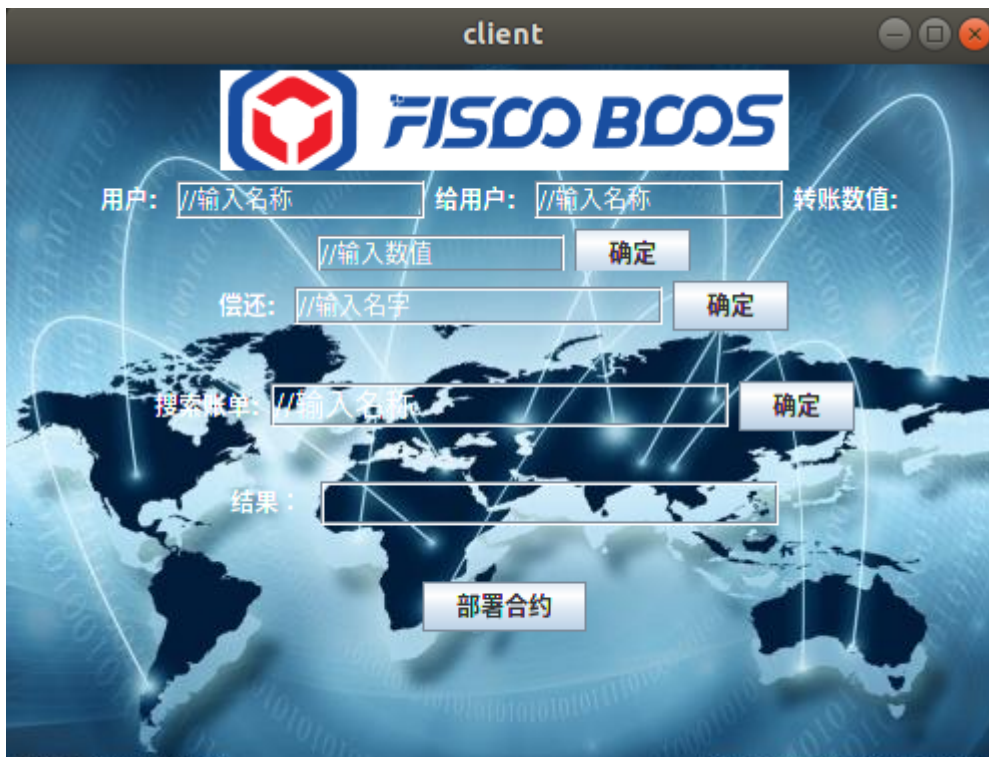 client
FISCO BCOS
用户: //输入名称 给用户: //输入名称 转账数值:
//输入数值 确定
偿还: //输入名字 确定
搜索账单: //输入名称 确定
结果：
部署合约